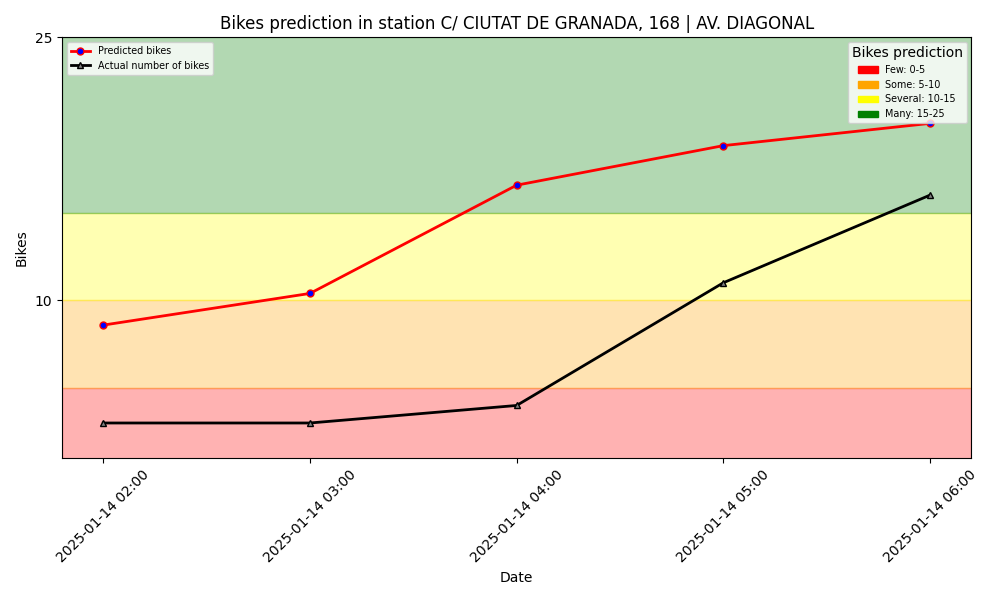 Bikes prediction in station C/ CIUTAT DE GRANADA, 168 | AV. DIAGONAL
25
10
Bikes
Predicted bikes
Actual number of bikes
Bikes prediction
Few: 0-5
Some: 5-10
Several: 10-15
Many: 15-25
2025-01-14 02:00
2025-01-14 03:00
2025-01-14 04:00
2025-01-14 05:00
2025-01-14 06:00
Date